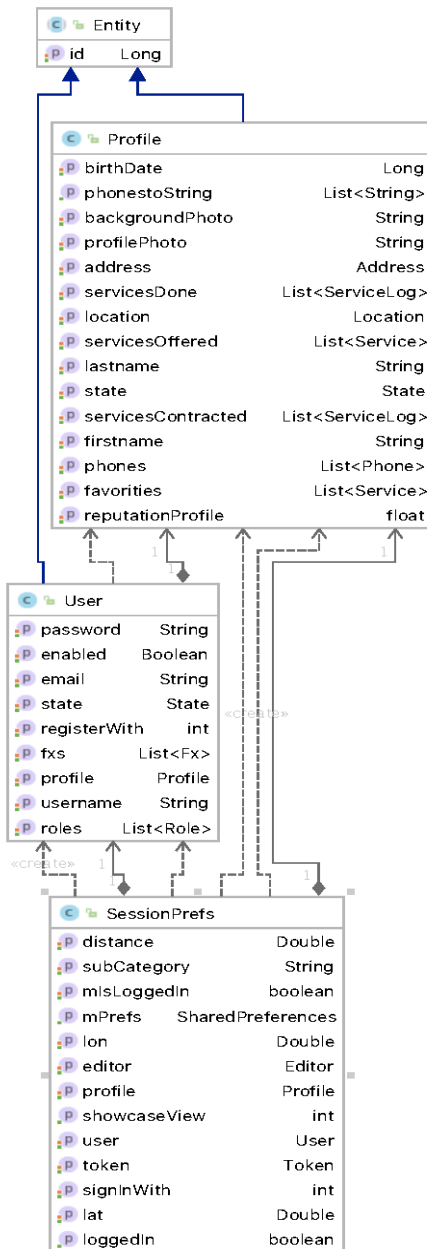 Entity
id Long
Profile
birthDate Long
phonestoString List<String>
backgroundPhoto String
profilePhoto String
address Address
servicesDone List<ServiceLog>
location Location
servicesOffered List<Service>
lastname String
state State
servicesContracted List<ServiceLog>
firstname String
phones List<Phone>
favorities List<Service>
reputationProfile float
1 1
1
User
password String
enabled Boolean
email String
state State
registerWith int
«create»
fxs List<Fx>
profile Profile
username String
roles List<Role>
«create» 1
1 1
SessionPrefs
distance Double
subCategory String
mIsLoggedIn boolean
mPrefs SharedPreferences
lon Double
editor Editor
profile Profile
showcaseView int
user User
token Token
signInWith int
lat Double
loggedIn boolean